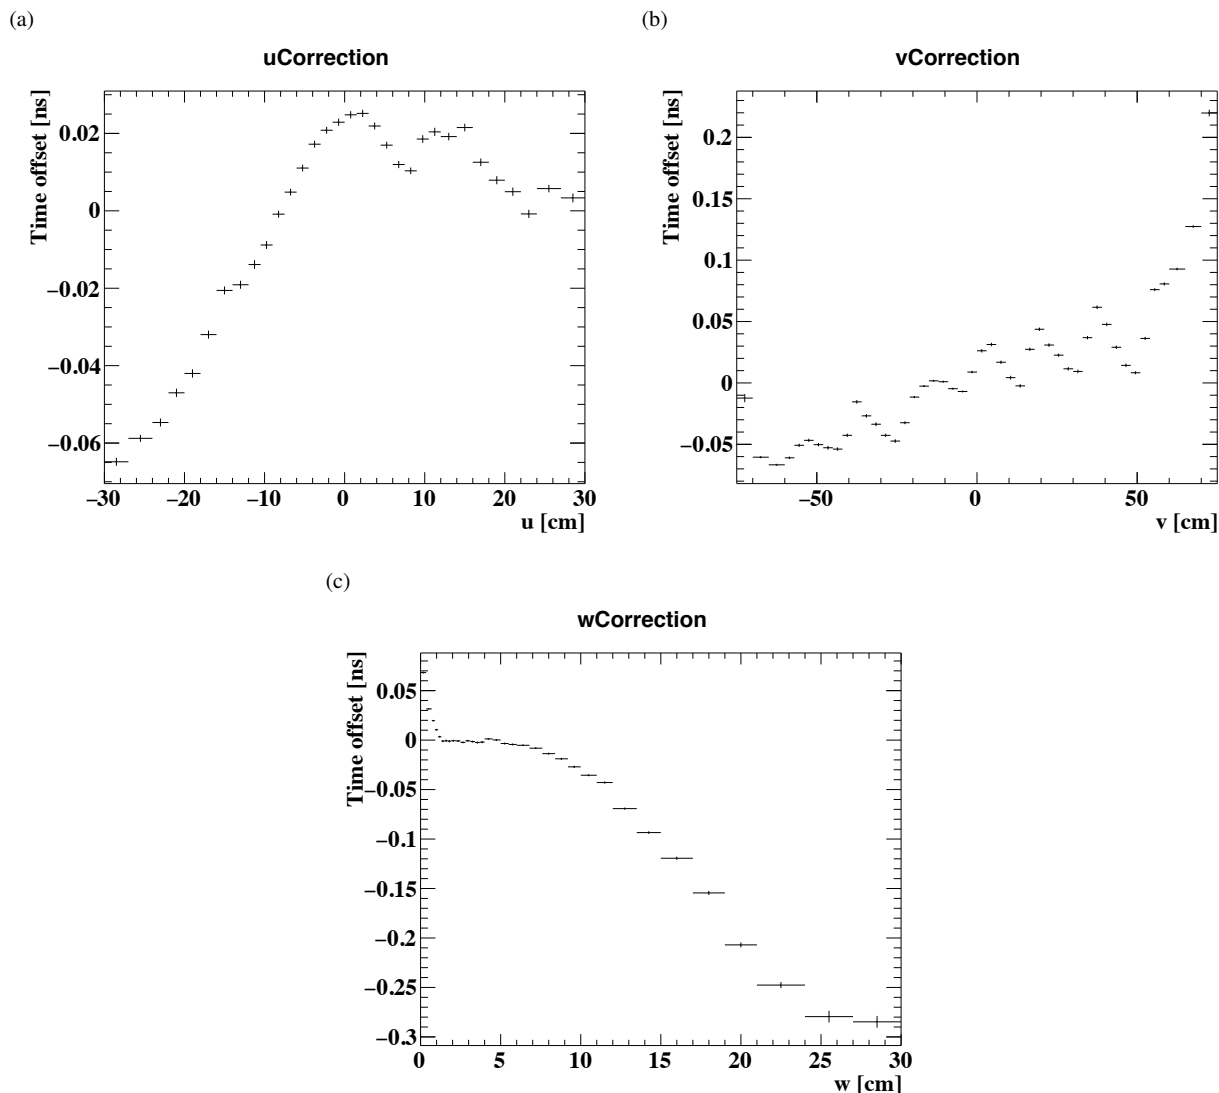 (a)
uCorrection
Time offset [ns]
0.02
0
−0.02
−0.04
−0.06
−30 −20 −10 0 10 20 30
u [cm]
(b)
vCorrection
Time offset [ns]
0.2
0.15
0.1
0.05
0
−0.05
−50 0 50
v [cm]
(c)
wCorrection
Time offset [ns]
0.05
0
−0.05
−0.1
−0.15
−0.2
−0.25
−0.3
0 5 10 15 20 25 30
w [cm]